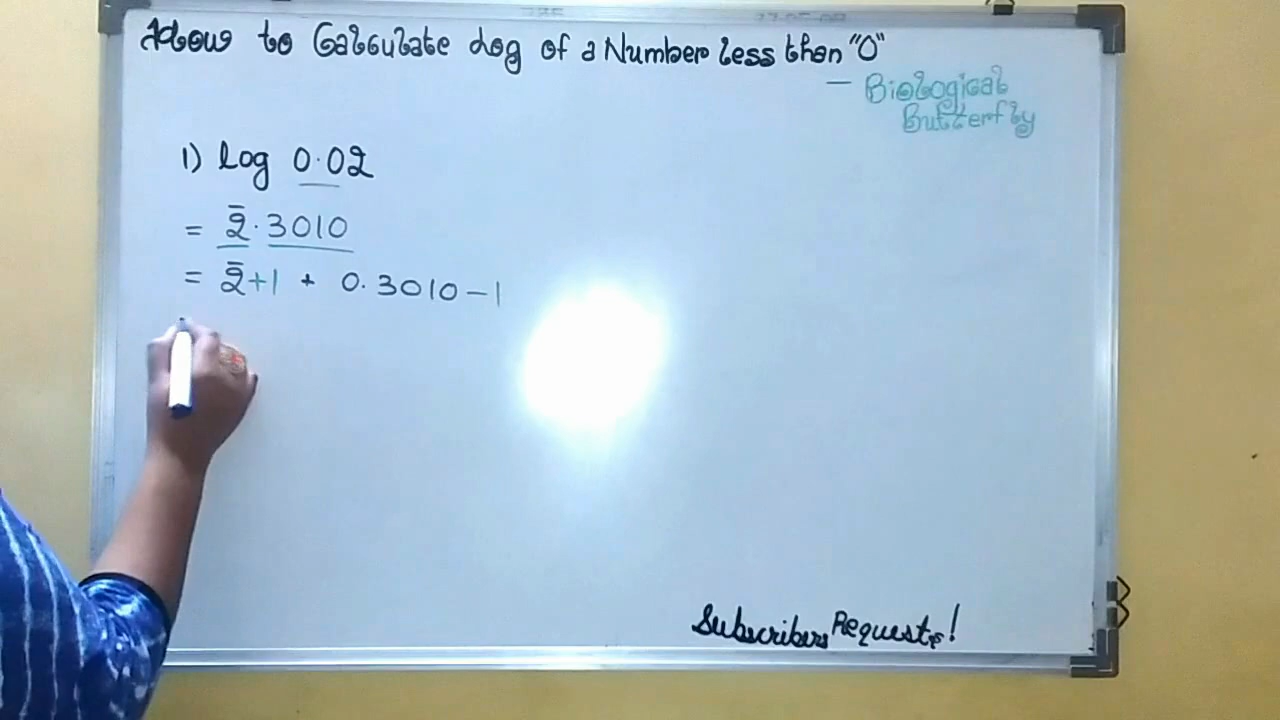 How to Calculate Log of a Number less than "0"
– Biological
Butterfly
1) log 0.02
= 2̄.3010
= 2̄+1 + 0.3010-1
Subscribers Requests!